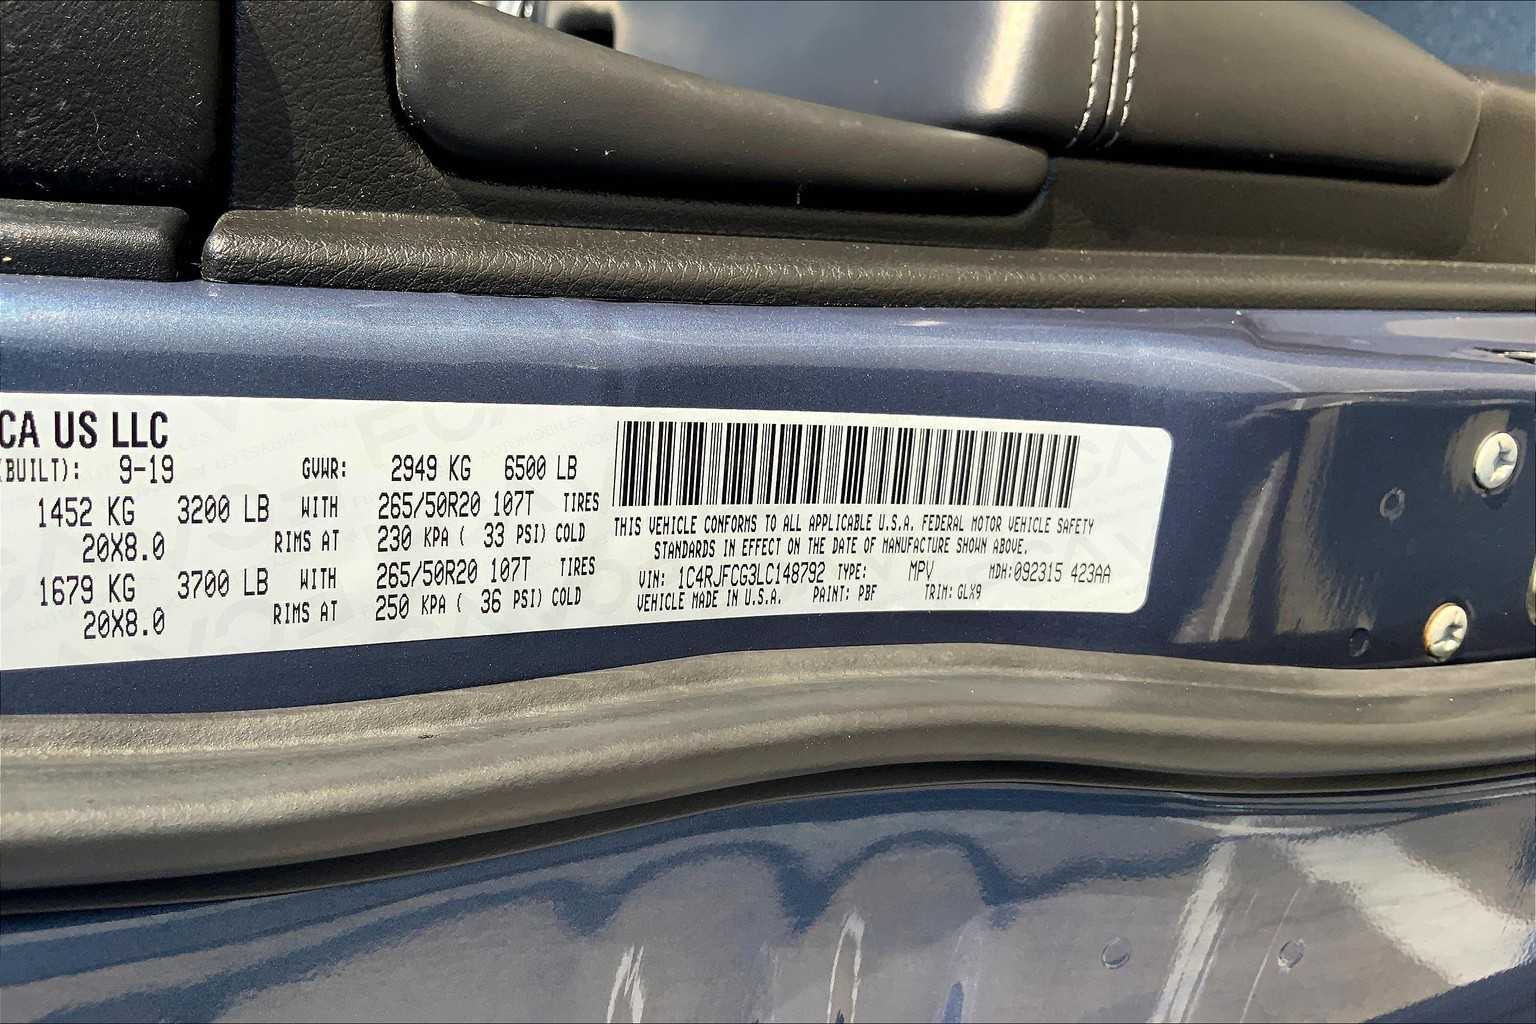 CA US LLC
(BUILT): 9-19 GVWR: 2949 KG 6500 LB
1452 KG 3200 LB WITH 265/50R20 107T TIRES
20X8.0 RIMS AT 230 KPA ( 33 PSI) COLD
1679 KG 3700 LB WITH 265/50R20 107T TIRES
20X8.0 RIMS AT 250 KPA ( 36 PSI) COLD
THIS VEHICLE CONFORMS TO ALL APPLICABLE U.S.A. FEDERAL MOTOR VEHICLE SAFETY
STANDARDS IN EFFECT ON THE DATE OF MANUFACTURE SHOWN ABOVE.
VIN: 1C4RJFCG3LC148792 TYPE: MPV MDH:092315 423AA
VEHICLE MADE IN U.S.A. PAINT: PBF TRIM: GLX9